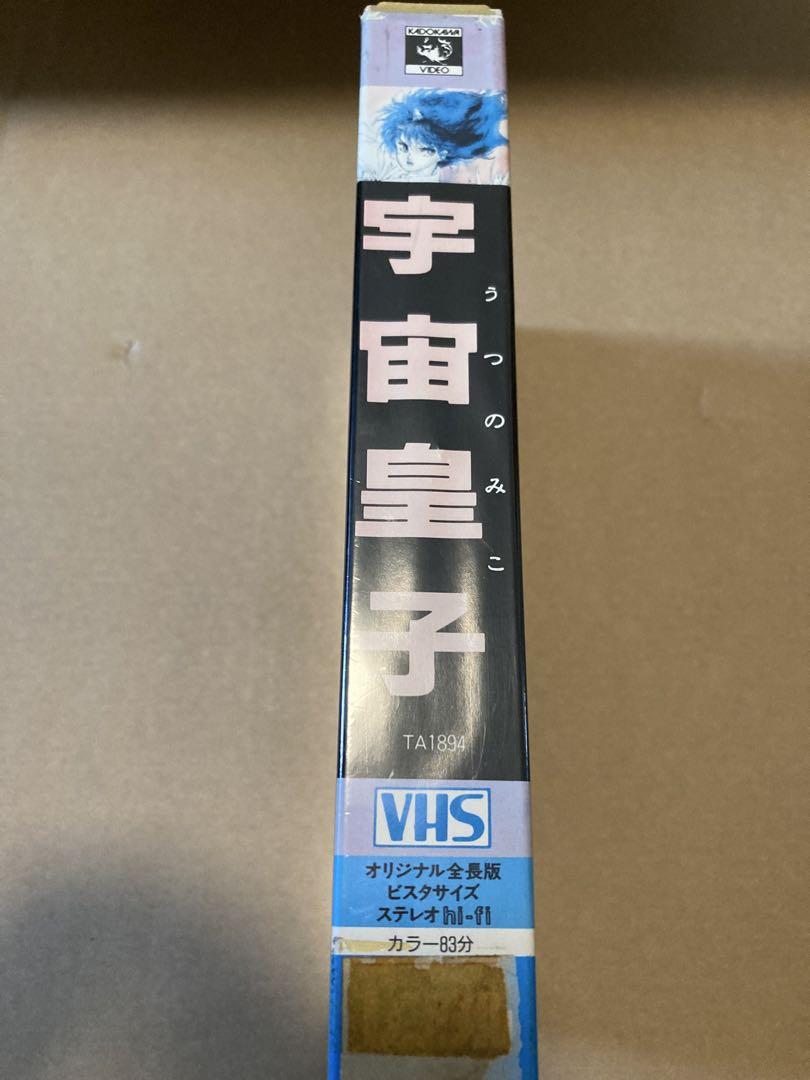 KADOKAWA
VIDEO
宇宙皇子
うつのみこ
TA1894
VHS
オリジナル全長版
ビスタサイズ
ステレオhi-fi
カラー83分